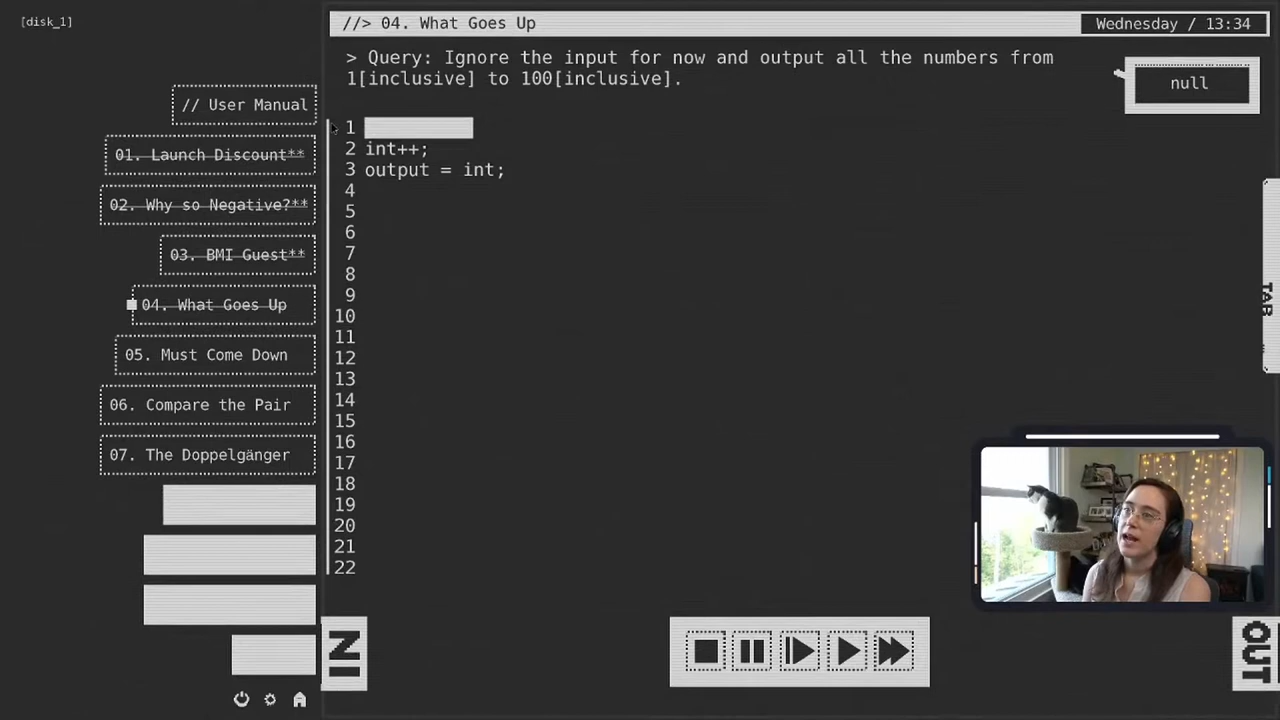 [disk_1]
// User Manual
01. Launch Discount**
02. Why so Negative?**
03. BMI Guest**
04. What Goes Up
05. Must Come Down
06. Compare the Pair
07. The Doppelgänger
//> 04. What Goes Up
Wednesday / 13:34
> Query: Ignore the input for now and output all the numbers from
1[inclusive] to 100[inclusive].
null
1
2 int++;
3 output = int;
4
5
6
7
8
9
10
11
12
13
14
15
16
17
18
19
20
21
22
TAB
IN
OUT